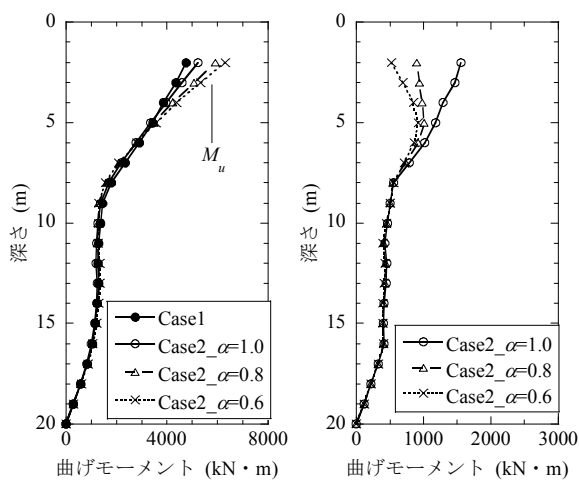 0
5
10
15
20
深さ (m)
M_u
Case1
Case2_α=1.0
Case2_α=0.8
Case2_α=0.6
0 4000 8000
曲げモーメント (kN・m)
0
5
10
15
20
深さ (m)
Case2_α=1.0
Case2_α=0.8
Case2_α=0.6
0 1000 2000 3000
曲げモーメント (kN・m)